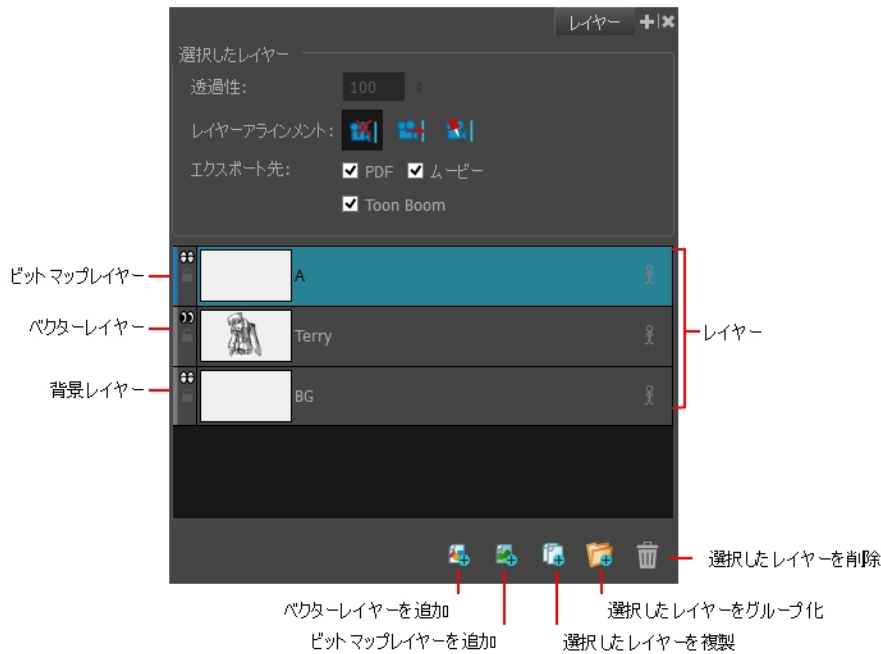 レイヤー
選択したレイヤー
透過性: 100
レイヤーアラインメント:
エクスポート先: PDF ムービー
Toon Boom
ビットマップレイヤー
A
ベクターレイヤー
Terry
レイヤー
背景レイヤー
BG
選択したレイヤーを削除
ベクターレイヤーを追加
選択したレイヤーをグループ化
ビットマップレイヤーを追加
選択したレイヤーを複製